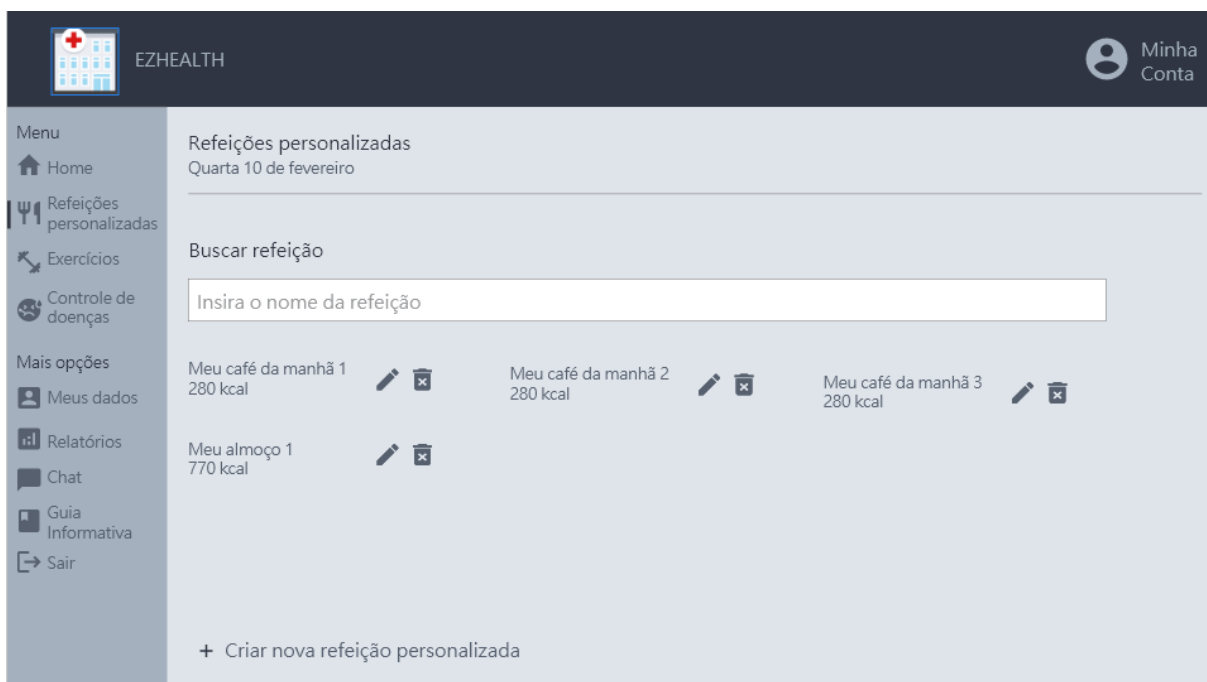 EZHEALTH
Minha
Conta
Menu
Home
Refeições
personalizadas
Exercícios
Controle de
doenças
Mais opções
Meus dados
Relatórios
Chat
Guia
Informativa
Sair
Refeições personalizadas
Quarta 10 de fevereiro
Buscar refeição
Insira o nome da refeição
Meu café da manhã 1
280 kcal
Meu café da manhã 2
280 kcal
Meu café da manhã 3
280 kcal
Meu almoço 1
770 kcal
+ Criar nova refeição personalizada